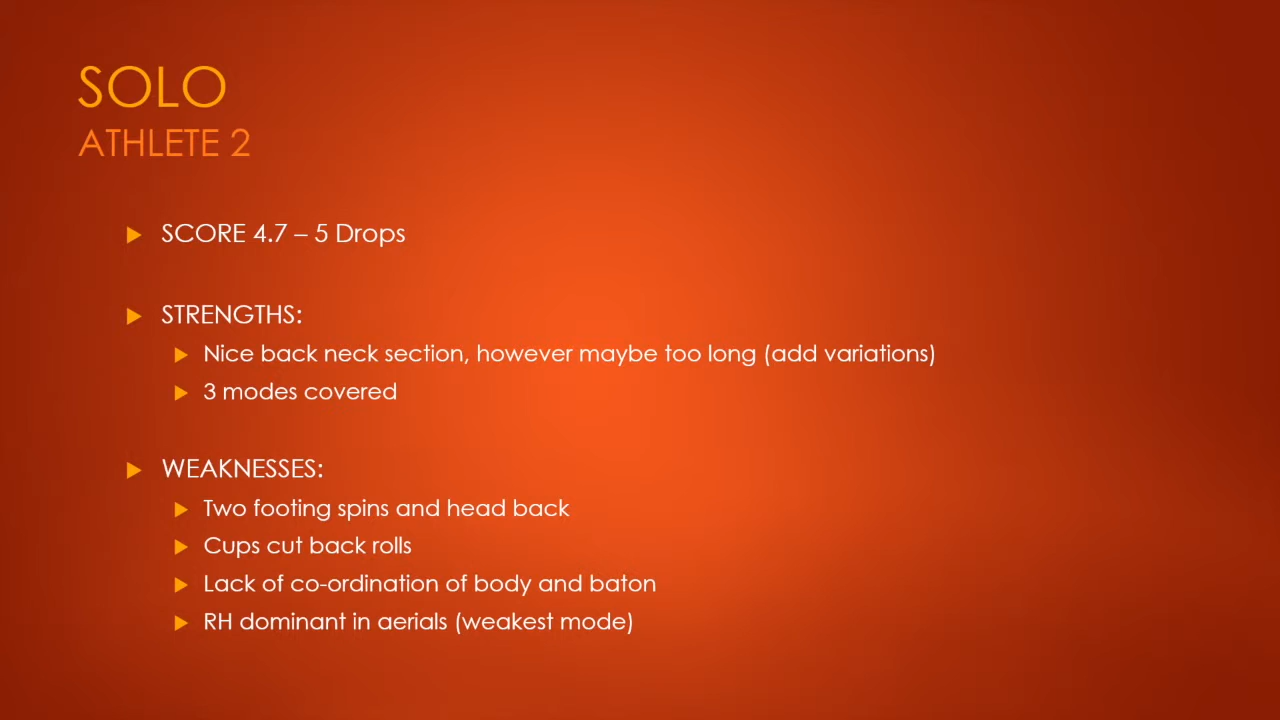 SOLO
ATHLETE 2
SCORE 4.7 – 5 Drops
STRENGTHS:
Nice back neck section, however maybe too long (add variations)
3 modes covered
WEAKNESSES:
Two footing spins and head back
Cups cut back rolls
Lack of co-ordination of body and baton
RH dominant in aerials (weakest mode)